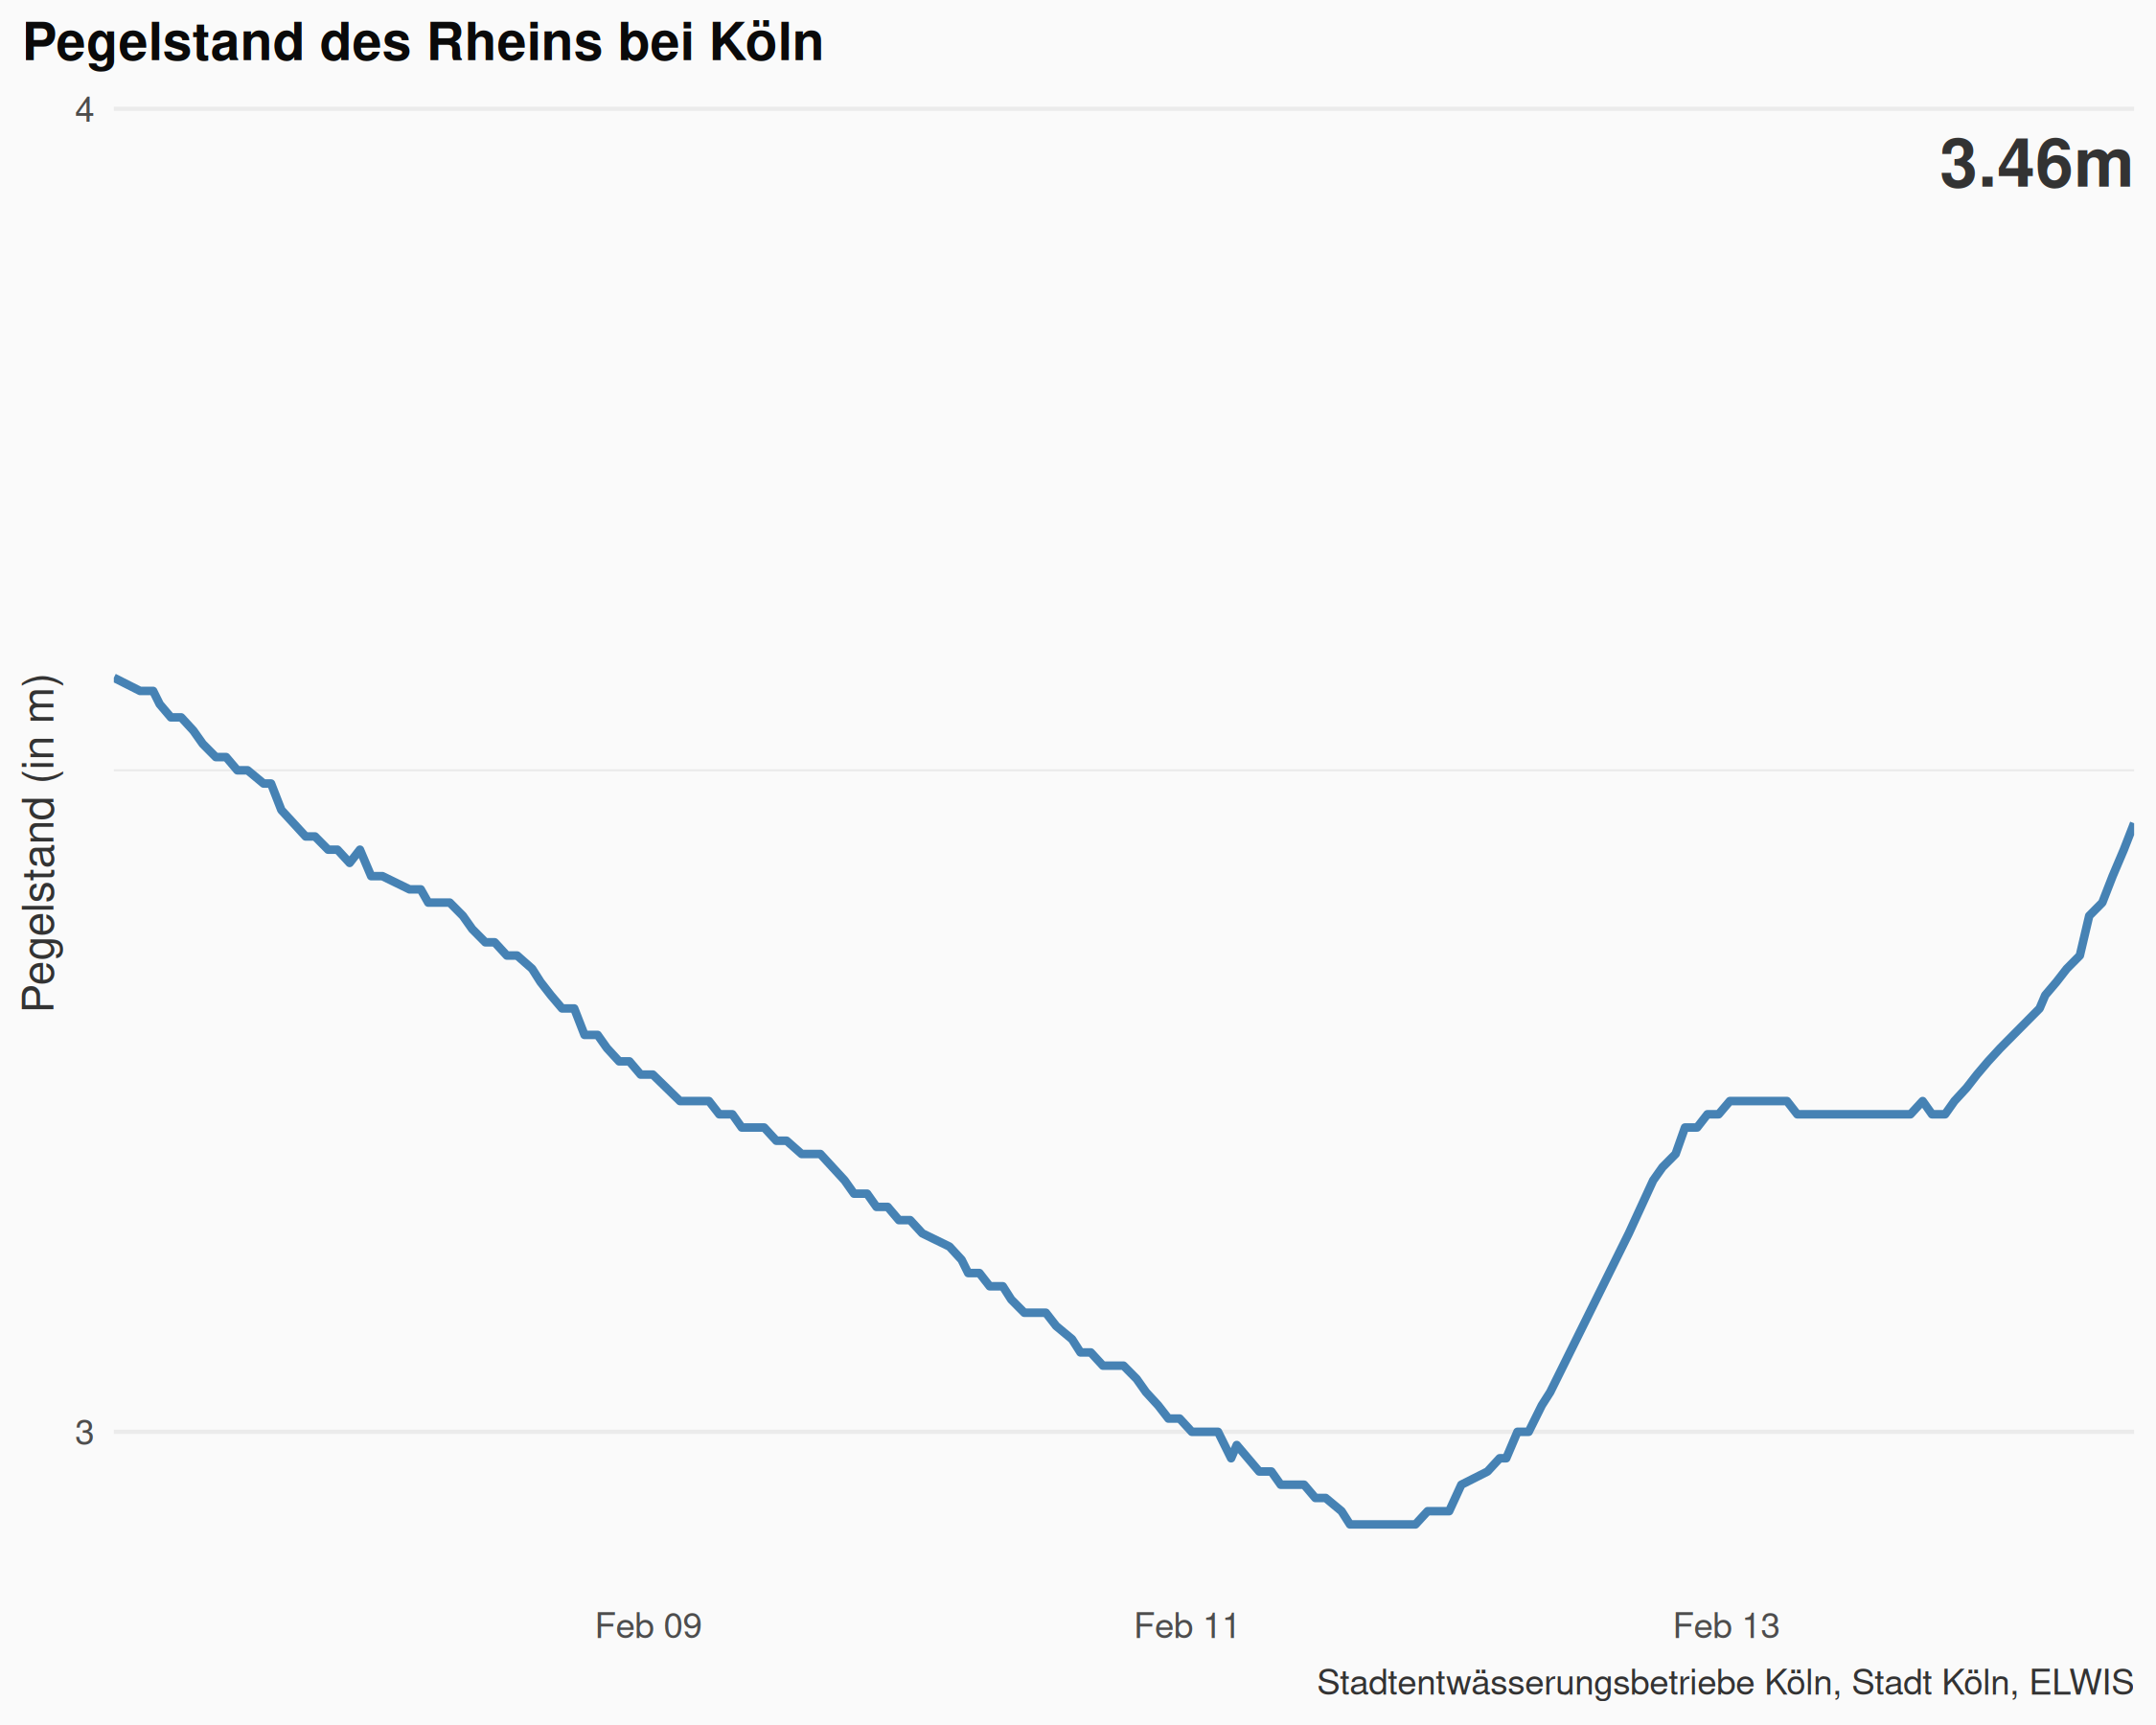 Pegelstand des Rheins bei Köln
4
3.46m
Pegelstand (in m)
3
Feb 09 Feb 11 Feb 13
Stadtentwässerungsbetriebe Köln, Stadt Köln, ELWIS